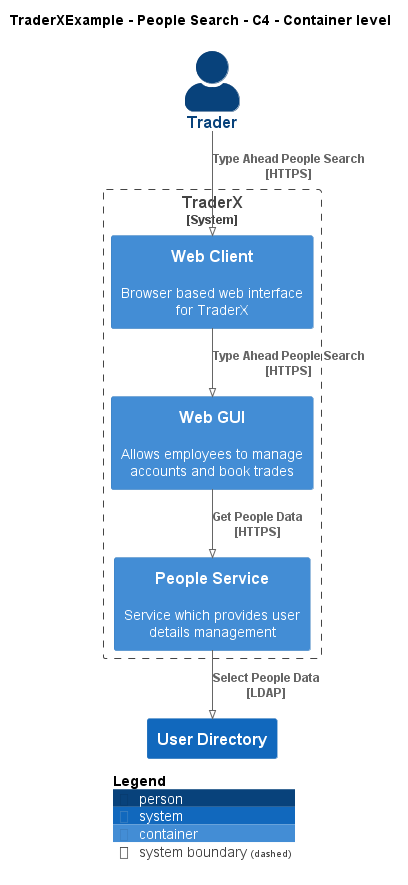 TraderXExample - People Search - C4 - Container level
Trader
Type Ahead People Search
[HTTPS]
TraderX
[System]
Web Client
Browser based web interface
for TraderX
Type Ahead People Search
[HTTPS]
Web GUI
Allows employees to manage
accounts and book trades
Get People Data
[HTTPS]
People Service
Service which provides user
details management
Select People Data
[LDAP]
User Directory
Legend
person
system
container
system boundary (dashed)